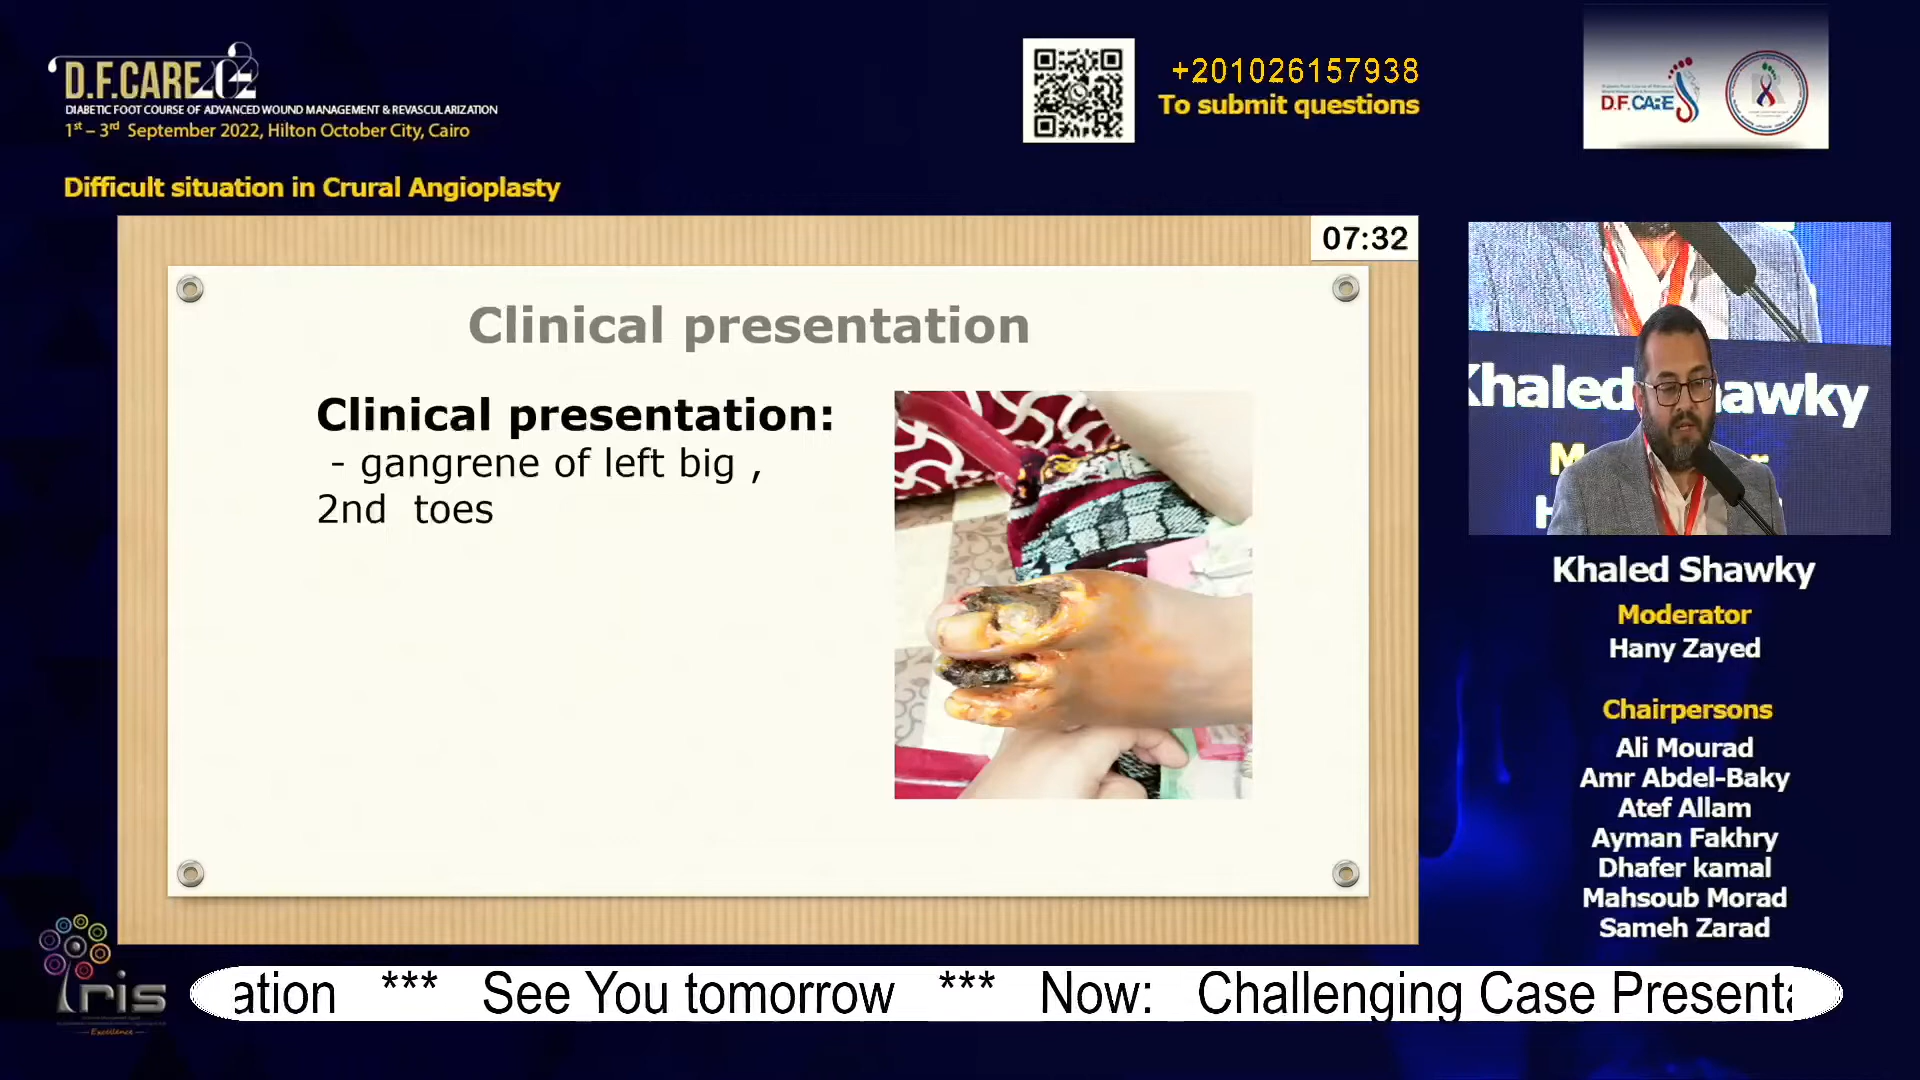 D.F.CARE 2022
DIABETIC FOOT COURSE OF ADVANCED WOUND MANAGEMENT & REVASCULARIZATION
1st – 3rd September 2022, Hilton October City, Cairo
+201026157938
To submit questions
D.F.CARE
Difficult situation in Crural Angioplasty
07:32
Clinical presentation
Clinical presentation:
- gangrene of left big ,
2nd toes
Khaled Shawky
Khaled Shawky
Moderator
Hany Zayed
Chairpersons
Ali Mourad
Amr Abdel-Baky
Atef Allam
Ayman Fakhry
Dhafer kamal
Mahsoub Morad
Sameh Zarad
iris
Excellence
ation *** See You tomorrow *** Now: Challenging Case Presenta